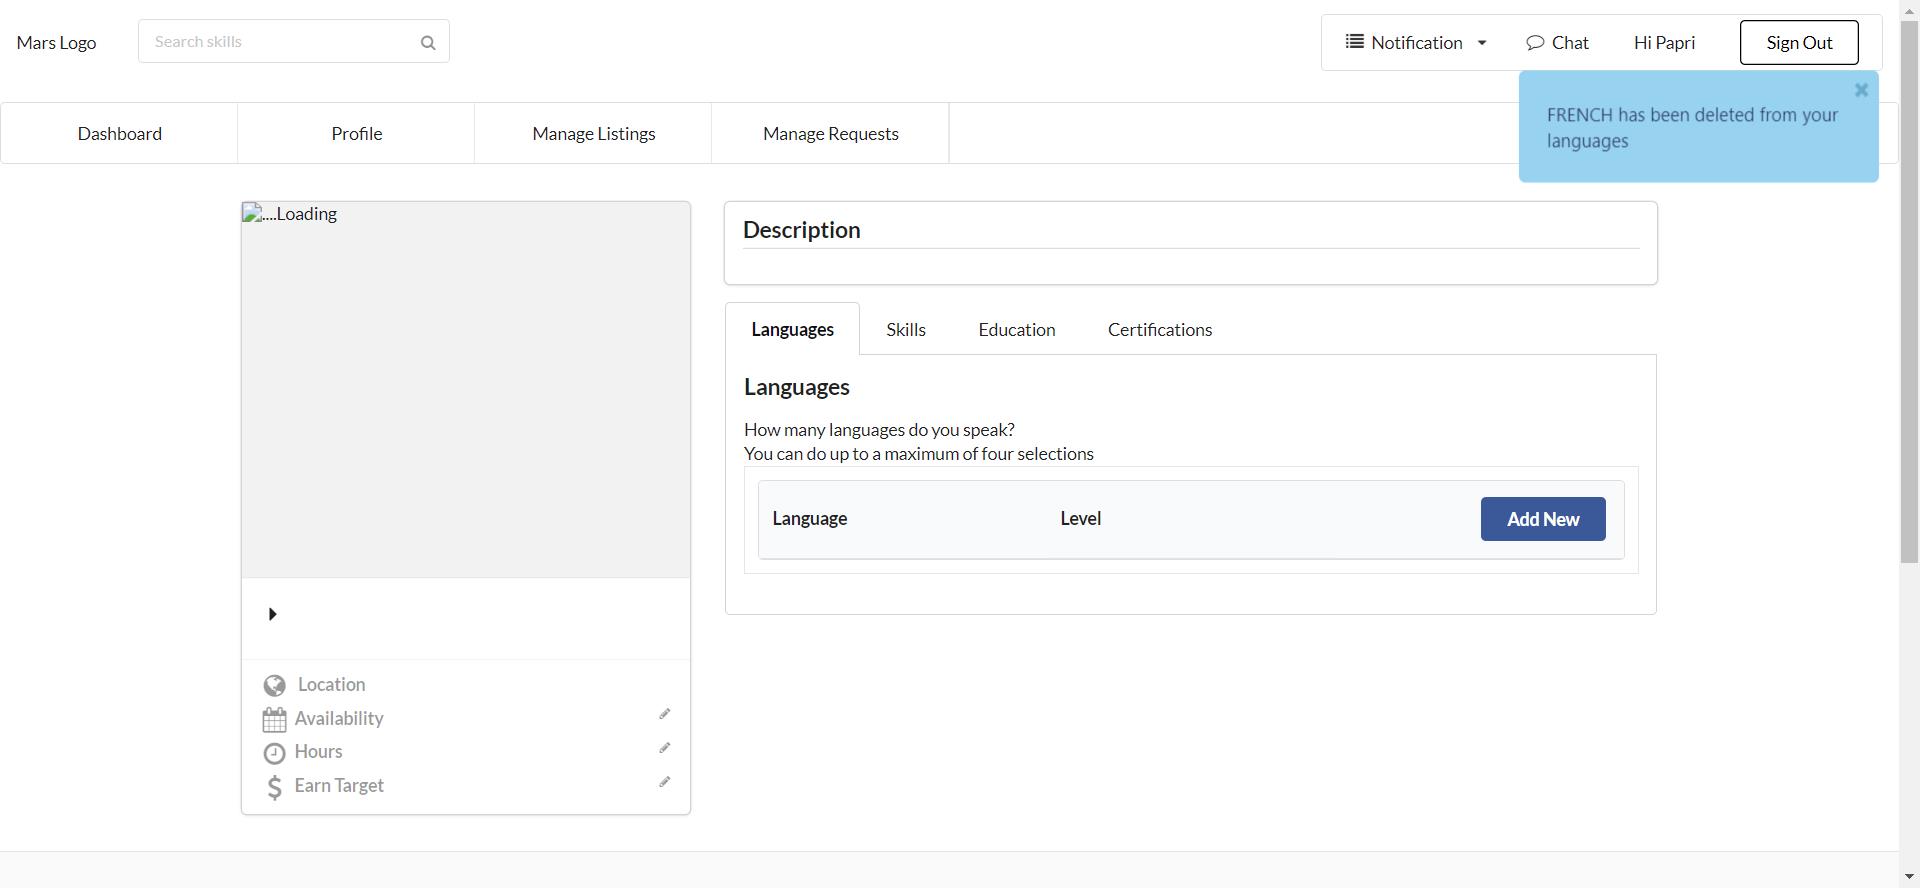 Mars Logo
Search skills
Notification
Chat
Hi Papri
Sign Out
FRENCH has been deleted from your
languages
Dashboard
Profile
Manage Listings
Manage Requests
....Loading
Location
Availability
Hours
Earn Target
Description
Languages
Skills
Education
Certifications
Languages
How many languages do you speak?
You can do up to a maximum of four selections
Language
Level
Add New